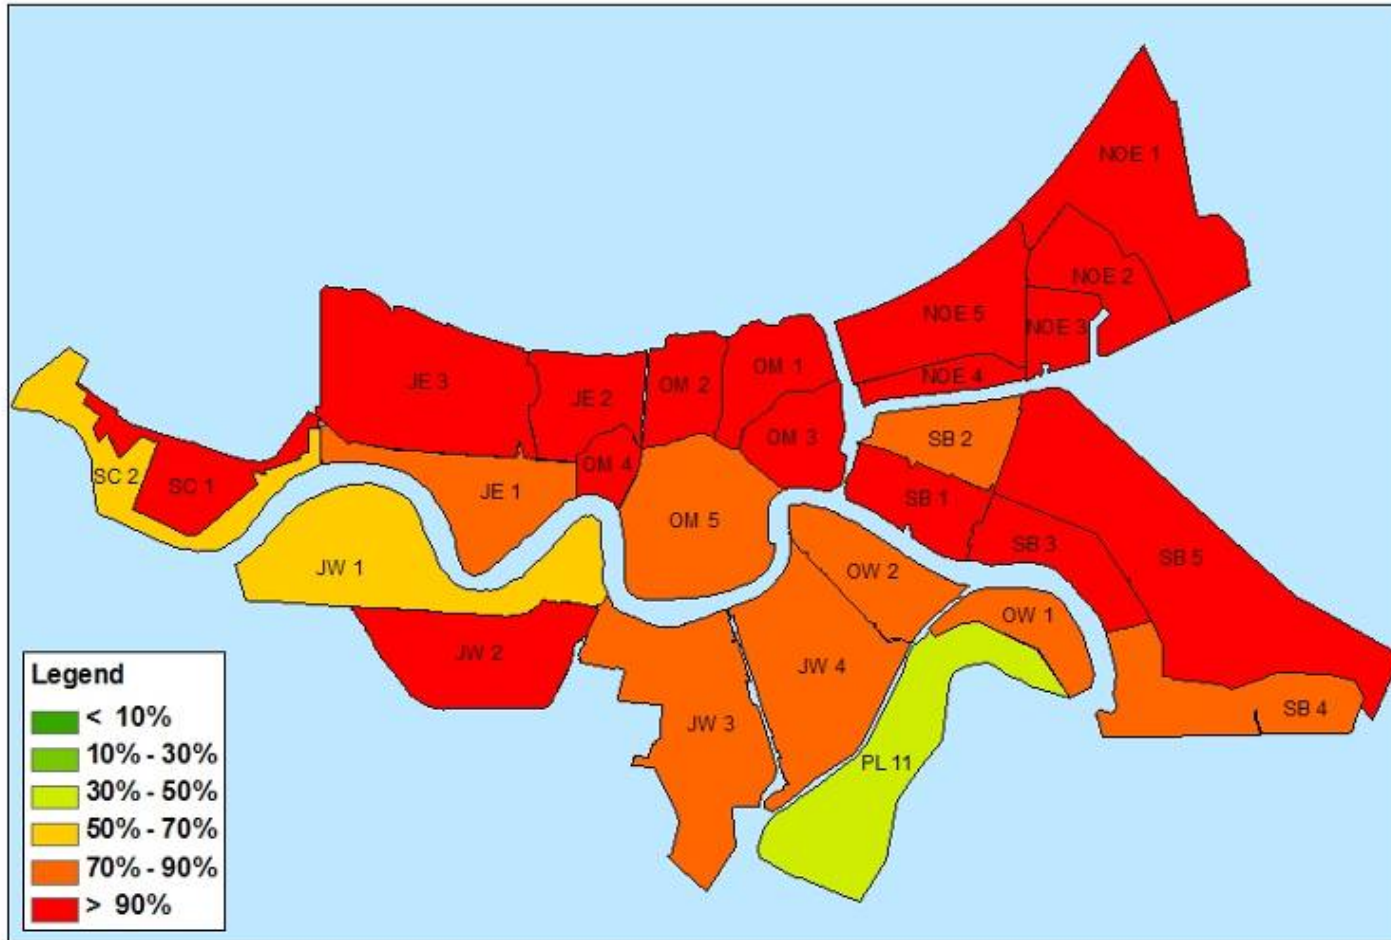 NOE 1
NOE 2
NOE 5
NOE 3
NOE 4
JE 3
JE 2
OM 2
OM 1
OM 3
OM 4
SB 2
SC 2
SC 1
JE 1
OM 5
SB 1
SB 3
SB 5
JW 1
OW 2
OW 1
JW 2
JW 4
JW 3
SB 4
PL 11
Legend
< 10%
10% - 30%
30% - 50%
50% - 70%
70% - 90%
> 90%